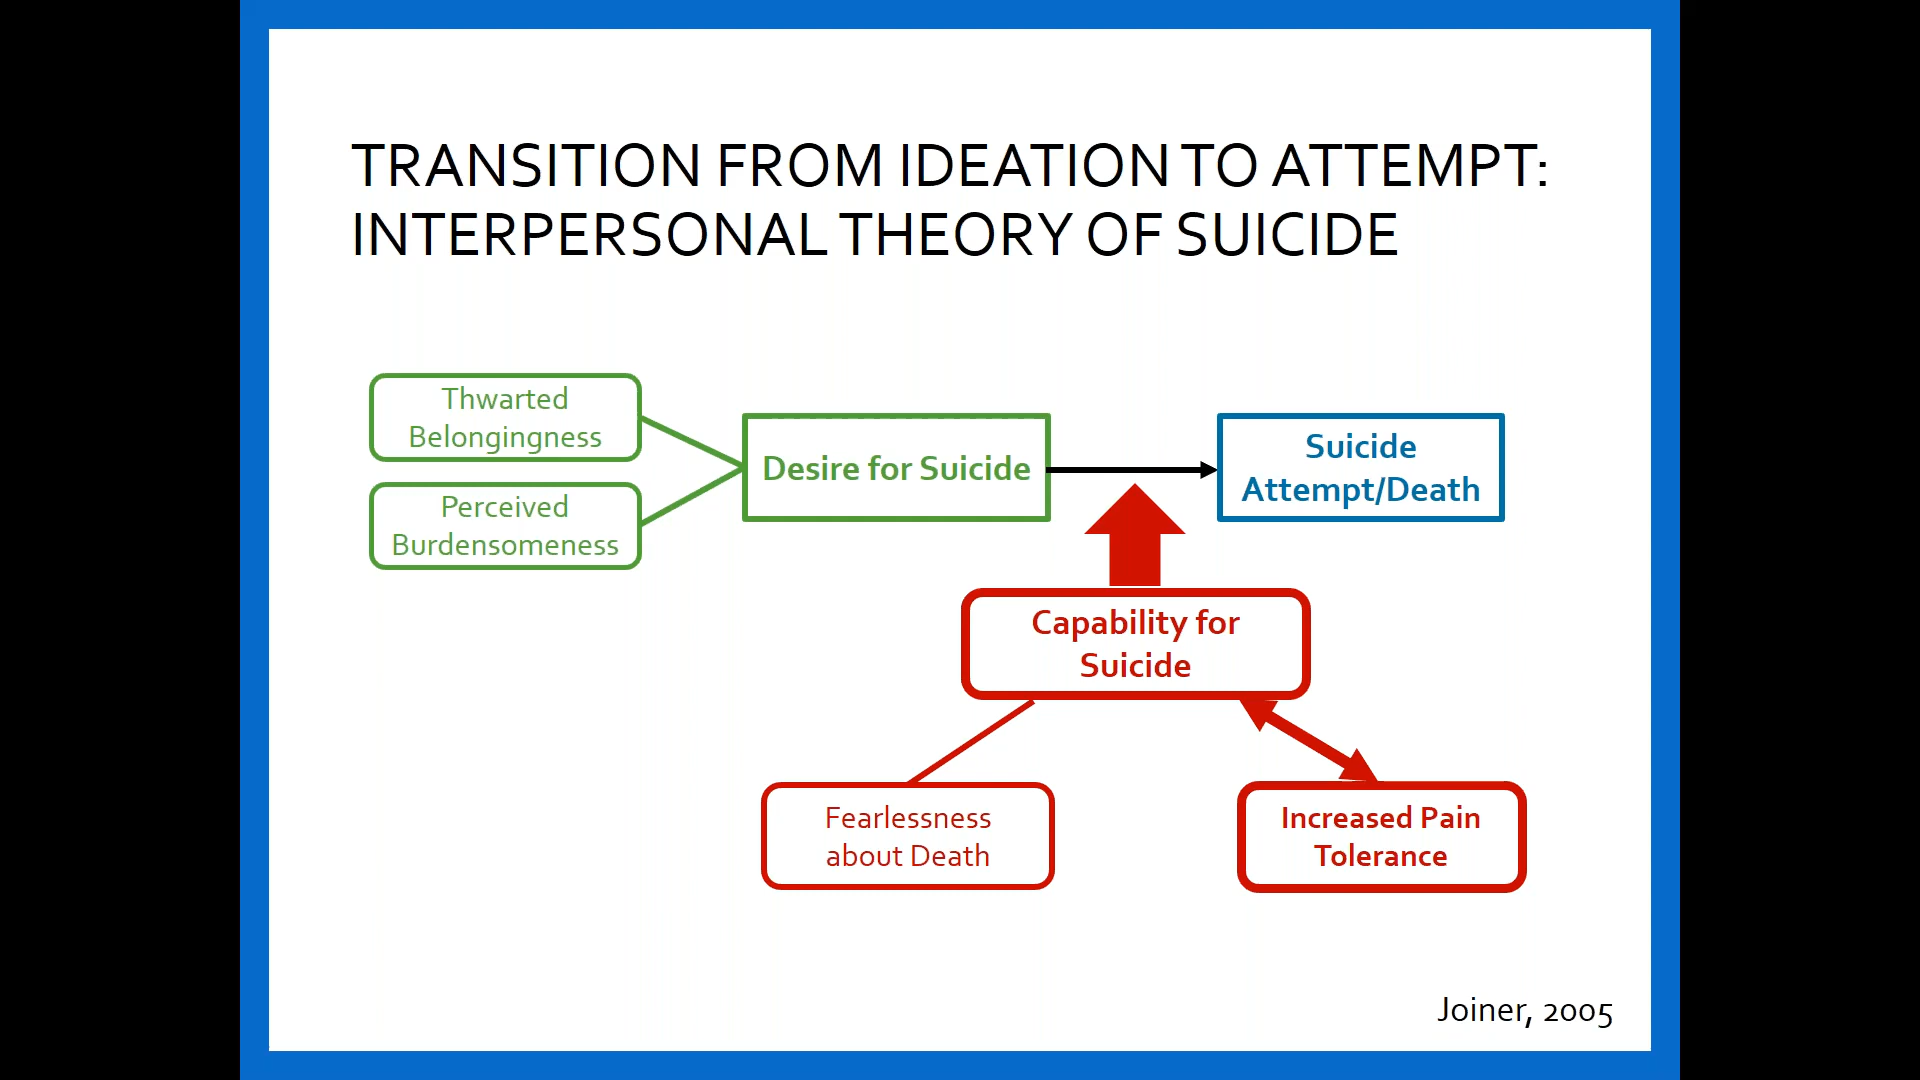 TRANSITION FROM IDEATION TO ATTEMPT:
INTERPERSONAL THEORY OF SUICIDE
Thwarted
Belongingness
Perceived
Burdensomeness
Desire for Suicide
Suicide
Attempt/Death
Capability for
Suicide
Fearlessness
about Death
Increased Pain
Tolerance
Joiner, 2005